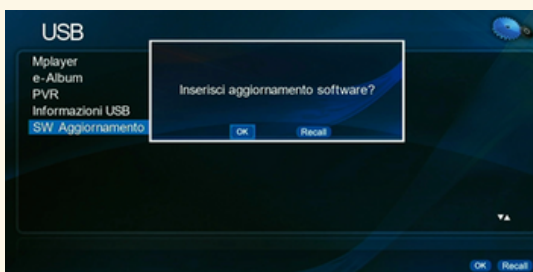 USB
Mplayer
e-Album
PVR
Informazioni USB
SW Aggiornamento
Inserisci aggiornamento software?
OK Recall
OK Recall